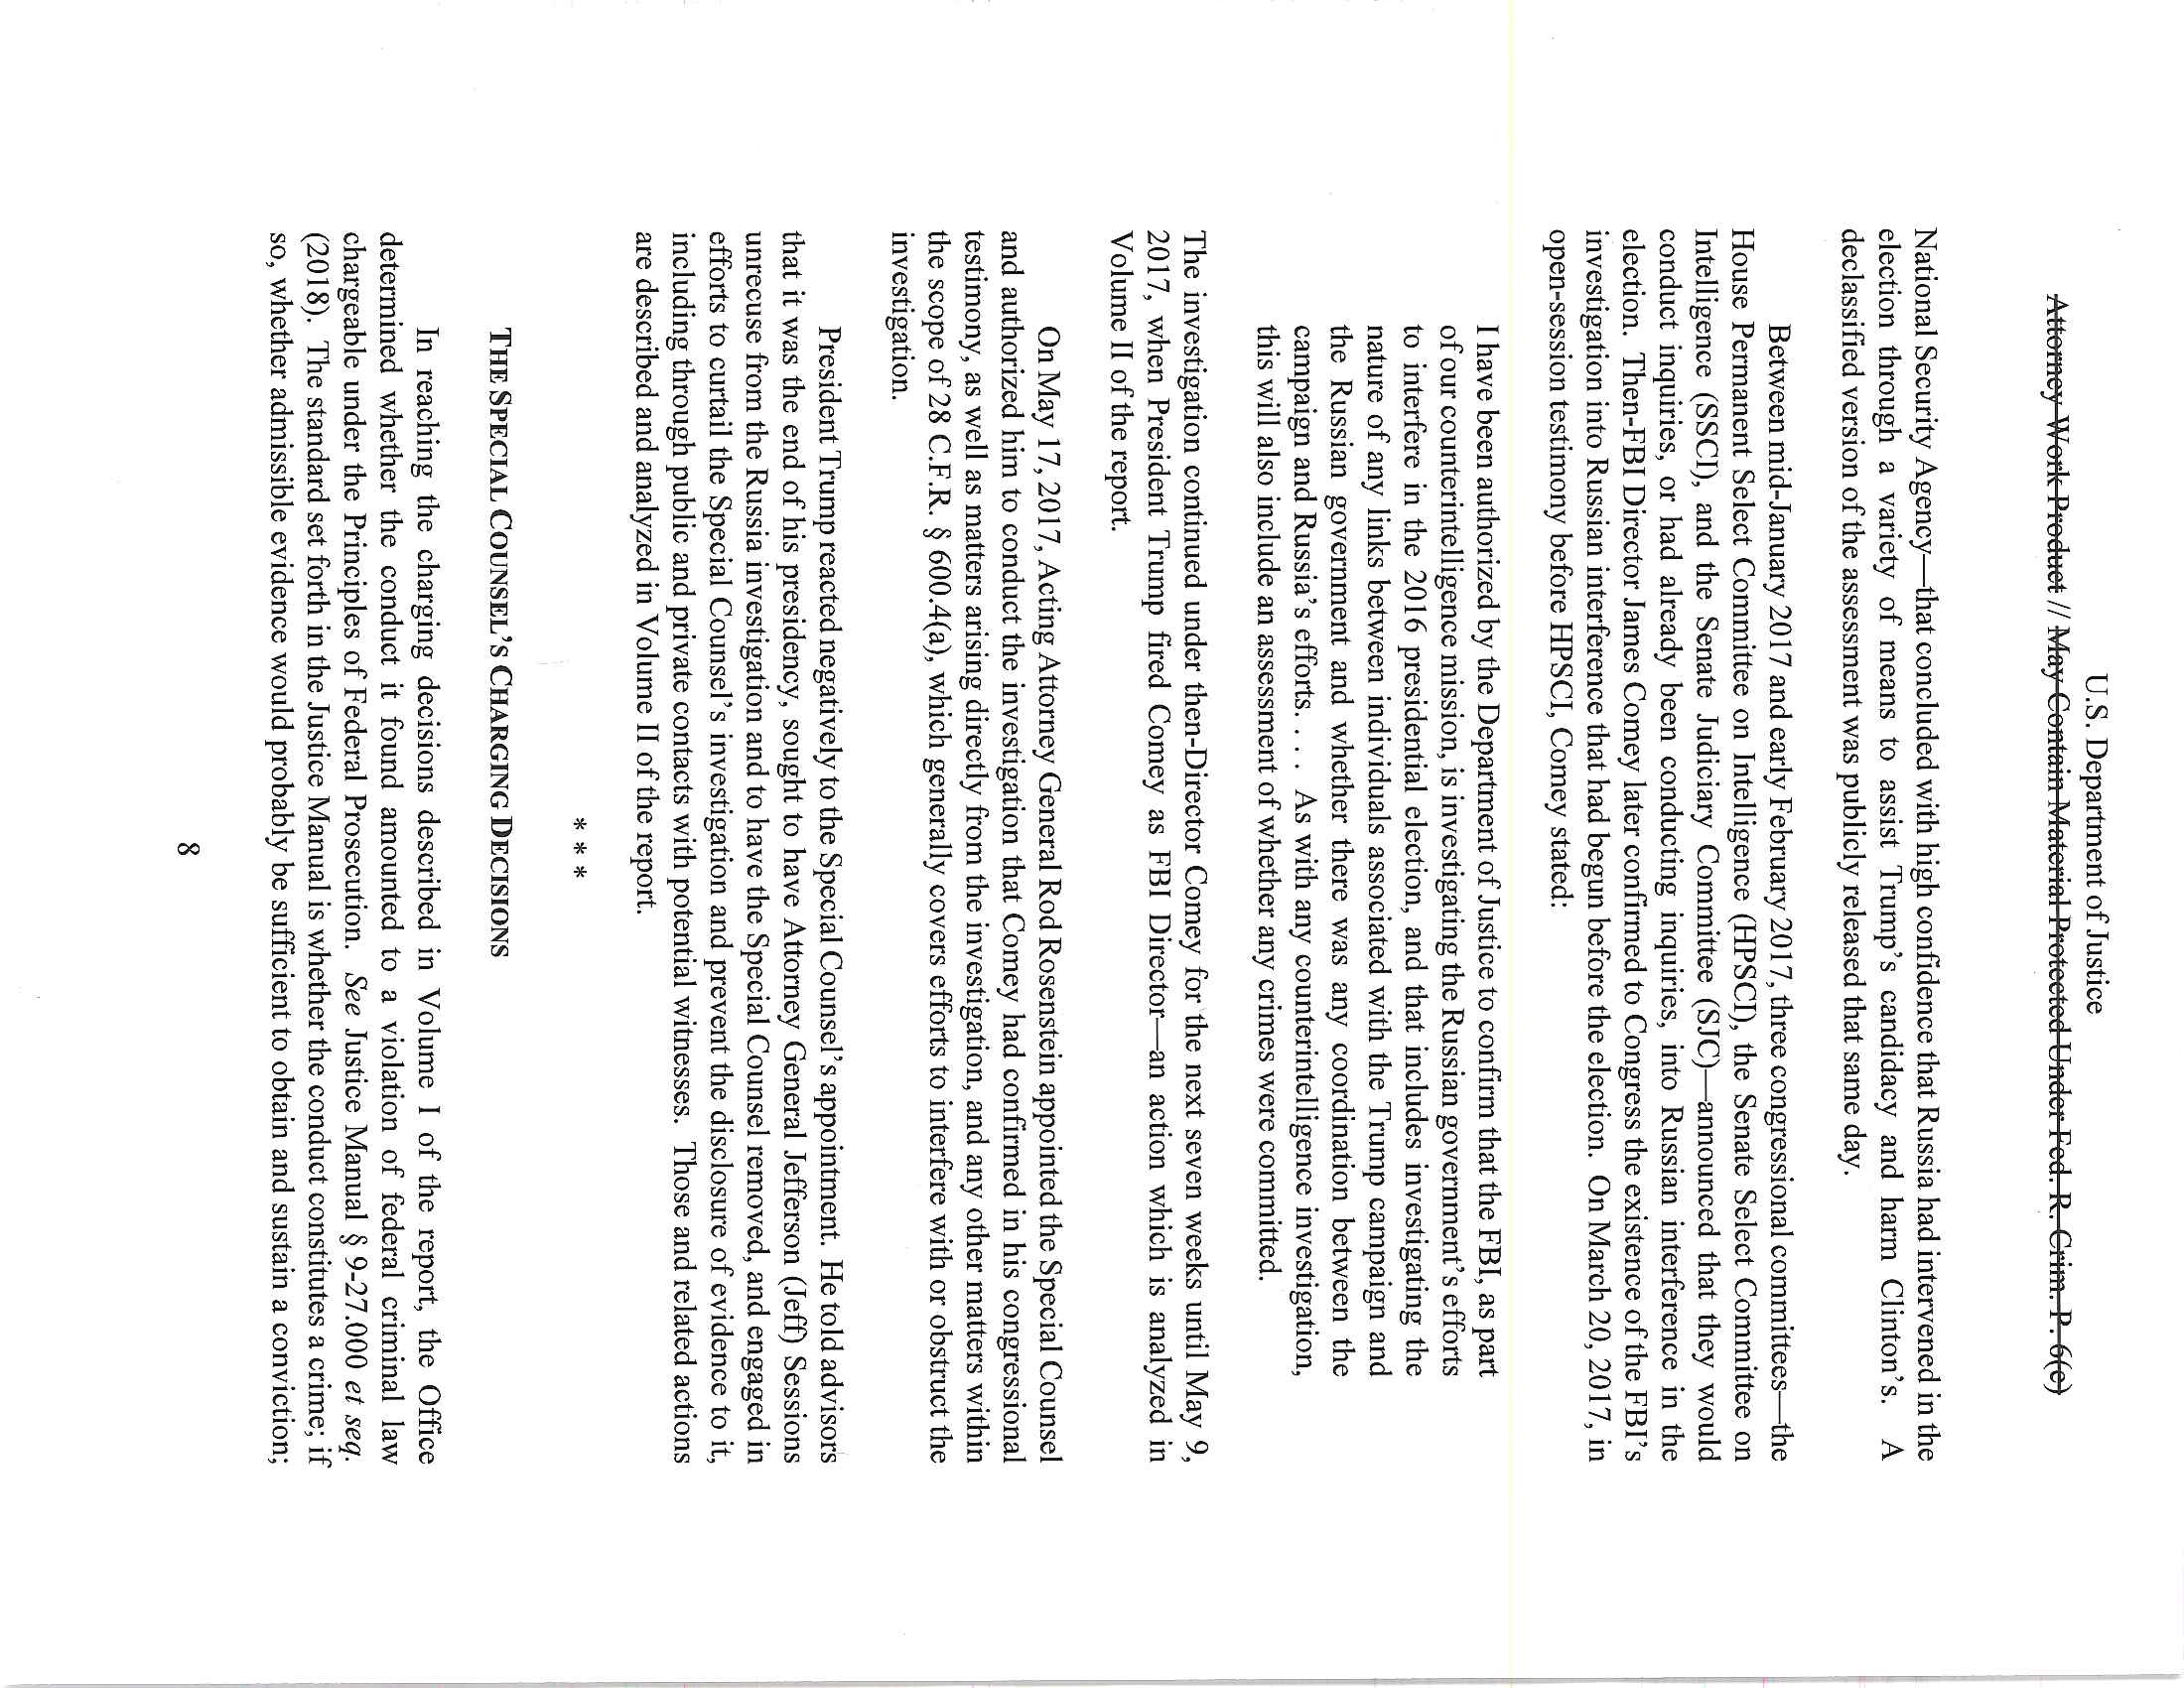 U.S. Department of Justice
Attorney Work Product // May Contain Material Protected Under Fed. R. Crim. P. 6(e)
National Security Agency—that concluded with high confidence that Russia had intervened in the
election through a variety of means to assist Trump's candidacy and harm Clinton's. A
declassified version of the assessment was publicly released that same day.
Between mid-January 2017 and early February 2017, three congressional committees—the
House Permanent Select Committee on Intelligence (HPSCI), the Senate Select Committee on
Intelligence (SSCI), and the Senate Judiciary Committee (SJC)—announced that they would
conduct inquiries, or had already been conducting inquiries, into Russian interference in the
election. Then-FBI Director James Comey later confirmed to Congress the existence of the FBI's
investigation into Russian interference that had begun before the election. On March 20, 2017, in
open-session testimony before HPSCI, Comey stated:
I have been authorized by the Department of Justice to confirm that the FBI, as part
of our counterintelligence mission, is investigating the Russian government's efforts
to interfere in the 2016 presidential election, and that includes investigating the
nature of any links between individuals associated with the Trump campaign and
the Russian government and whether there was any coordination between the
campaign and Russia's efforts. . . . As with any counterintelligence investigation,
this will also include an assessment of whether any crimes were committed.
The investigation continued under then-Director Comey for the next seven weeks until May 9,
2017, when President Trump fired Comey as FBI Director—an action which is analyzed in
Volume II of the report.
On May 17, 2017, Acting Attorney General Rod Rosenstein appointed the Special Counsel
and authorized him to conduct the investigation that Comey had confirmed in his congressional
testimony, as well as matters arising directly from the investigation, and any other matters within
the scope of 28 C.F.R. § 600.4(a), which generally covers efforts to interfere with or obstruct the
investigation.
President Trump reacted negatively to the Special Counsel's appointment. He told advisors
that it was the end of his presidency, sought to have Attorney General Jefferson (Jeff) Sessions
unrecuse from the Russia investigation and to have the Special Counsel removed, and engaged in
efforts to curtail the Special Counsel's investigation and prevent the disclosure of evidence to it,
including through public and private contacts with potential witnesses. Those and related actions
are described and analyzed in Volume II of the report.
* * *
THE SPECIAL COUNSEL'S CHARGING DECISIONS
In reaching the charging decisions described in Volume I of the report, the Office
determined whether the conduct it found amounted to a violation of federal criminal law
chargeable under the Principles of Federal Prosecution. See Justice Manual § 9-27.000 et seq.
(2018). The standard set forth in the Justice Manual is whether the conduct constitutes a crime; if
so, whether admissible evidence would probably be sufficient to obtain and sustain a conviction;
8